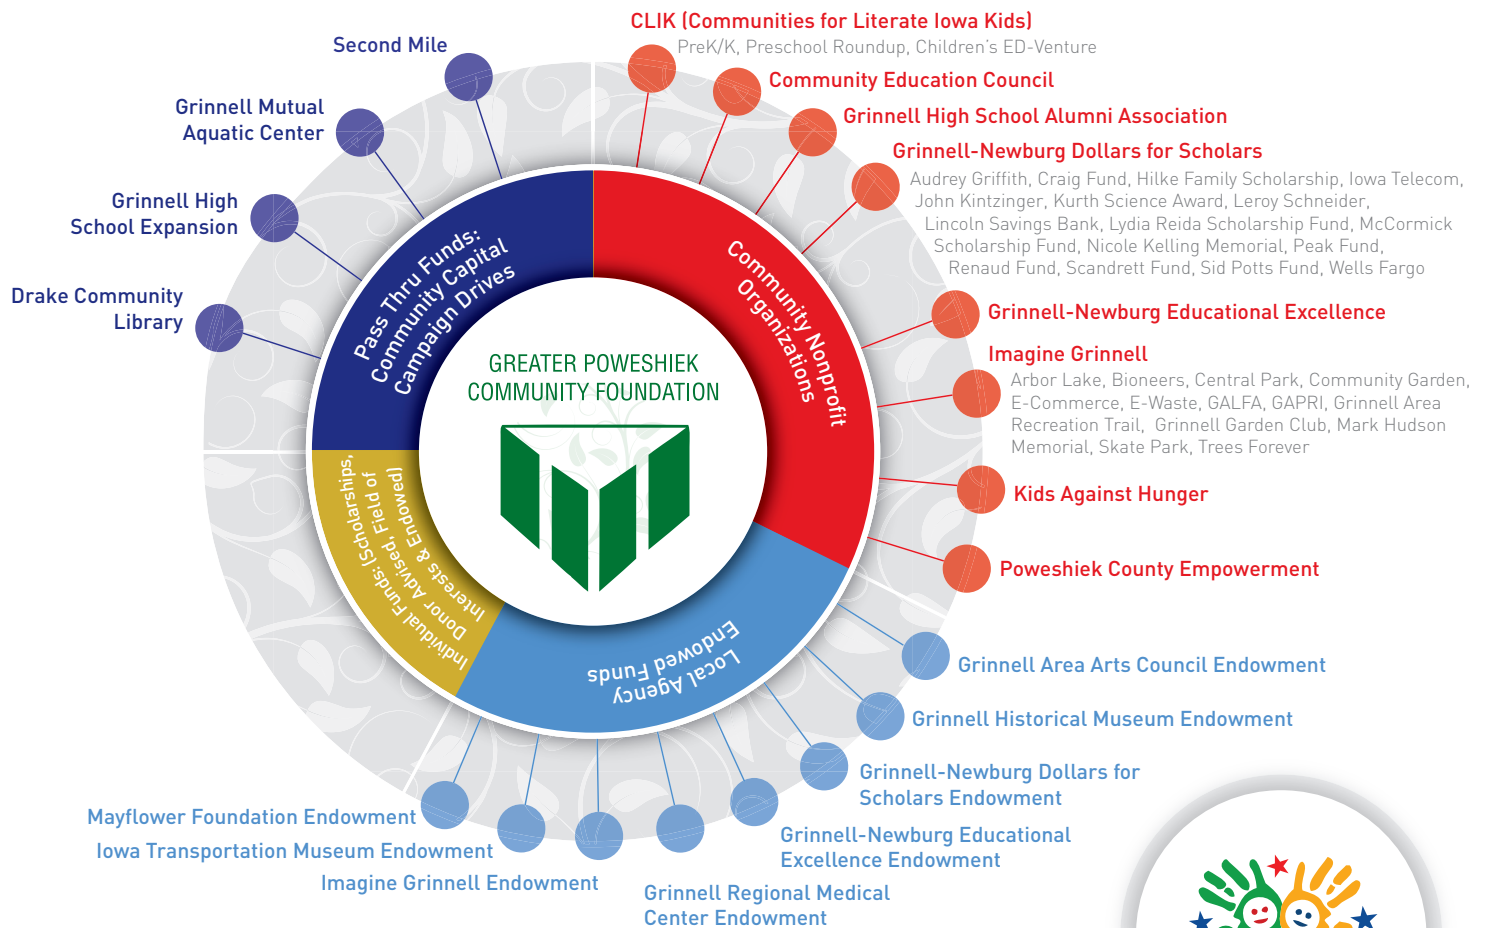 CLIK (Communities for Literate Iowa Kids)
PreK/K, Preschool Roundup, Children's ED-Venture
Community Education Council
Grinnell High School Alumni Association
Grinnell-Newburg Dollars for Scholars
Audrey Griffith, Craig Fund, Hilke Family Scholarship, Iowa Telecom,
John Kintzinger, Kurth Science Award, Leroy Schneider,
Lincoln Savings Bank, Lydia Reida Scholarship Fund, McCormick
Scholarship Fund, Nicole Kelling Memorial, Peak Fund,
Renaud Fund, Scandrett Fund, Sid Potts Fund, Wells Fargo
Grinnell-Newburg Educational Excellence
Imagine Grinnell
Arbor Lake, Bioneers, Central Park, Community Garden,
E-Commerce, E-Waste, GALFA, GAPRI, Grinnell Area
Recreation Trail, Grinnell Garden Club, Mark Hudson
Memorial, Skate Park, Trees Forever
Kids Against Hunger
Poweshiek County Empowerment
Grinnell Area Arts Council Endowment
Grinnell Historical Museum Endowment
Grinnell-Newburg Dollars for
Scholars Endowment
Grinnell-Newburg Educational
Excellence Endowment
Grinnell Regional Medical
Center Endowment
Imagine Grinnell Endowment
Iowa Transportation Museum Endowment
Mayflower Foundation Endowment
Drake Community
Library
Grinnell High
School Expansion
Grinnell Mutual
Aquatic Center
Second Mile
Pass Thru Funds:
Community Capital
Campaign Drives
Community Nonprofit
Organizations
Local Agency
Endowed Funds
Individual Funds: (Scholarships,
Donor Advised, Field of
Interests & Endowed)
GREATER POWESHIEK
COMMUNITY FOUNDATION